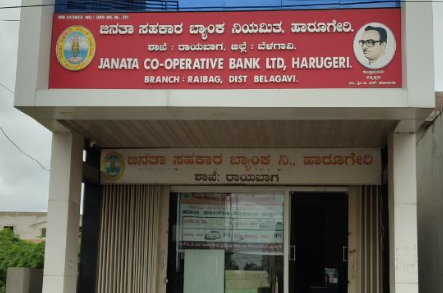 ಜನತಾ ಸಹಕಾರ ಬ್ಯಾಂಕ ನಿಯಮಿತ, ಹಾರೂಗೇರಿ.
ಶಾಖೆ : ರಾಯಬಾಗ, ಜಿಲ್ಲೆ : ಬೆಳಗಾವಿ.
JANATA CO-OPERATIVE BANK LTD, HARUGERI.
BRANCH : RAIBAG, DIST BELAGAVI.
ಜನತಾ ಸಹಕಾರ ಬ್ಯಾಂಕ ನಿ., ಹಾರೂಗೇರಿ
ಶಾಖೆ: ರಾಯಬಾಗ